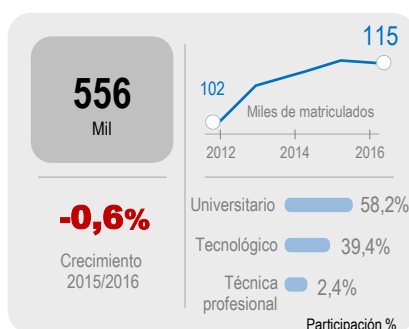 556
Mil
115
102
Miles de matriculados
2012 2014 2016
-0,6%
Crecimiento
2015/2016
Universitario 58,2%
Tecnológico 39,4%
Técnica
profesional 2,4%
Participación %